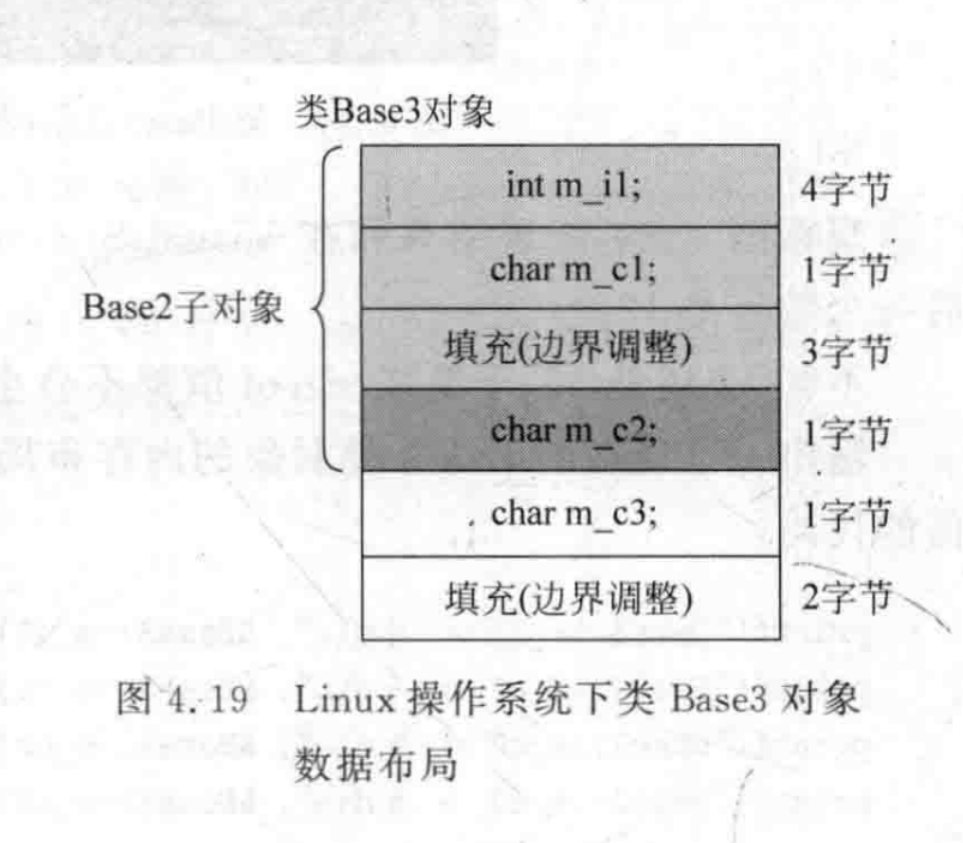 类Base3对象
int m_i1;
4字节
char m_c1;
1字节
Base2子对象
填充(边界调整)
3字节
char m_c2;
1字节
char m_c3;
1字节
填充(边界调整)
2字节
图 4.19 Linux 操作系统下类 Base3 对象
数据布局